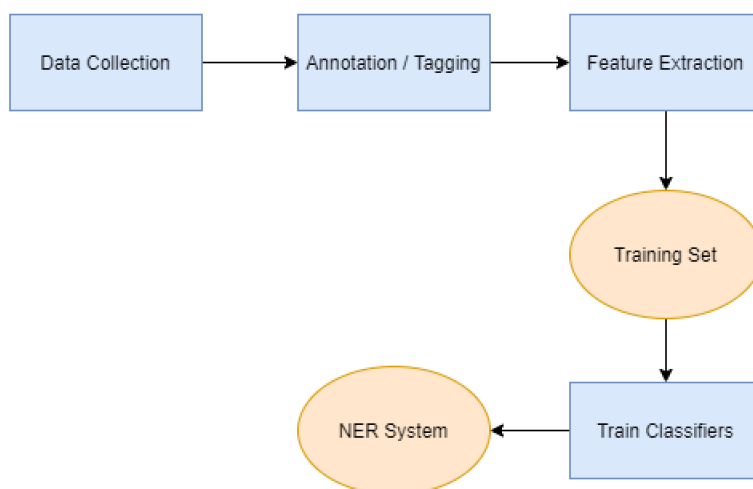 Data Collection
Annotation / Tagging
Feature Extraction
Training Set
Train Classifiers
NER System